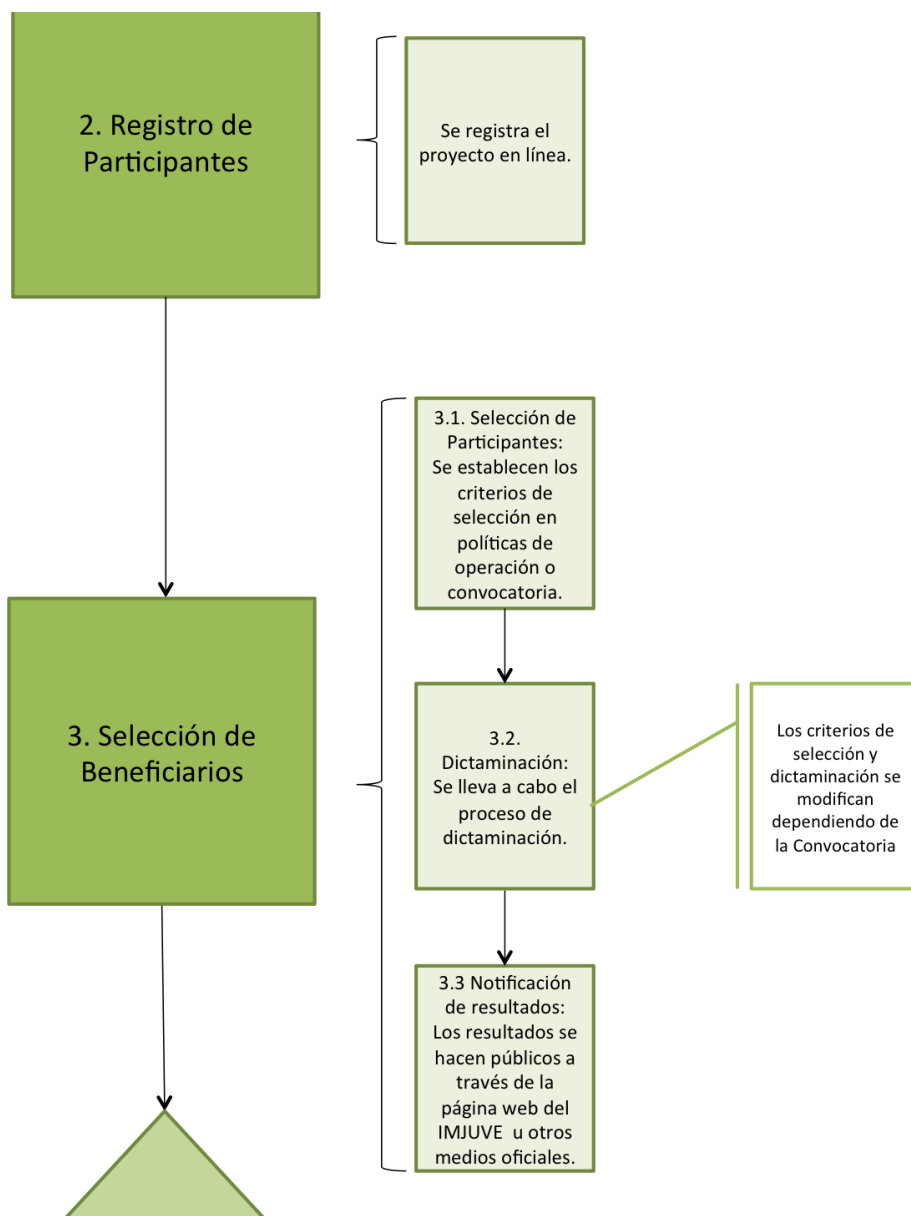 2. Registro de
Participantes
Se registra el
proyecto en línea.
3. Selección de
Beneficiarios
3.1. Selección de
Participantes:
Se establecen los
criterios de
selección en
políticas de
operación o
convocatoria.
3.2.
Dictaminación:
Se lleva a cabo el
proceso de
dictaminación.
Los criterios de
selección y
dictaminación se
modifican
dependiendo de
la Convocatoria
3.3 Notificación
de resultados:
Los resultados se
hacen públicos a
través de la
página web del
IMJUVE u otros
medios oficiales.